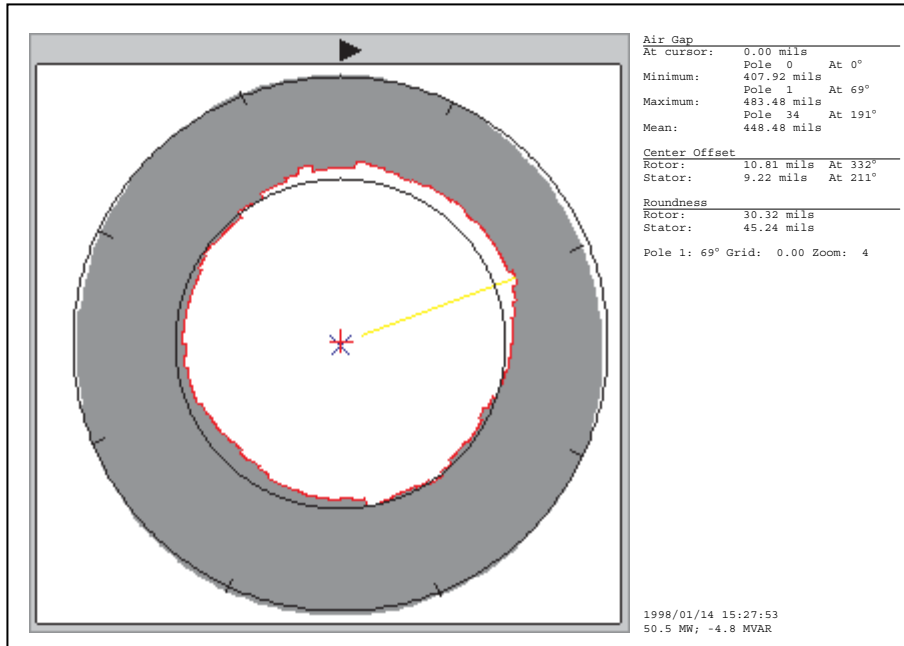 Air Gap
At cursor: 0.00 mils
Pole 0 At 0°
Minimum: 407.92 mils
Pole 1 At 69°
Maximum: 483.48 mils
Pole 34 At 191°
Mean: 448.48 mils
Center Offset
Rotor: 10.81 mils At 332°
Stator: 9.22 mils At 211°
Roundness
Rotor: 30.32 mils
Stator: 45.24 mils
Pole 1: 69° Grid: 0.00 Zoom: 4
1998/01/14 15:27:53
50.5 MW; -4.8 MVAR